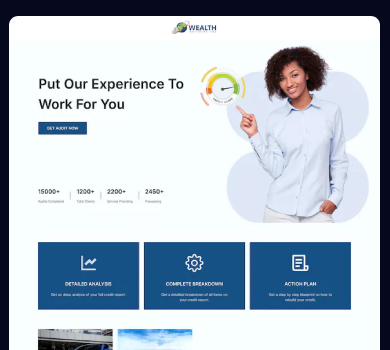 WEALTH
Put Our Experience To
Work For You
GET AUDIT NOW
15000+
1200+
2200+
2450+
Audits Completed
Total Clients
Service Providing
Processing
DETAILED ANALYSIS
Get an deep analysis of your full credit report.
COMPLETE BREAKDOWN
Get a detailed breakdown of all items on
your credit report.
ACTION PLAN
Get a step by step blueprint on how to
rebuild your credit.